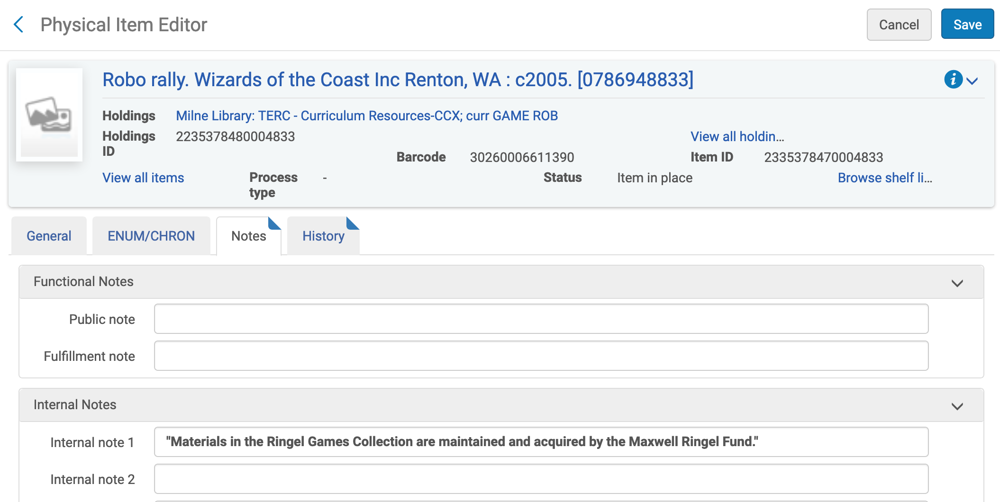 Physical Item Editor
Cancel
Save
Robo rally. Wizards of the Coast Inc Renton, WA : c2005. [0786948833]
Holdings Milne Library: TERC - Curriculum Resources-CCX; curr GAME ROB
Holdings ID 2235378480004833
View all holdin...
Barcode 30260006611390
Item ID 2335378470004833
View all items
Process type -
Status Item in place
Browse shelf li...
General
ENUM/CHRON
Notes
History
Functional Notes
Public note
Fulfillment note
Internal Notes
Internal note 1 "Materials in the Ringel Games Collection are maintained and acquired by the Maxwell Ringel Fund."
Internal note 2